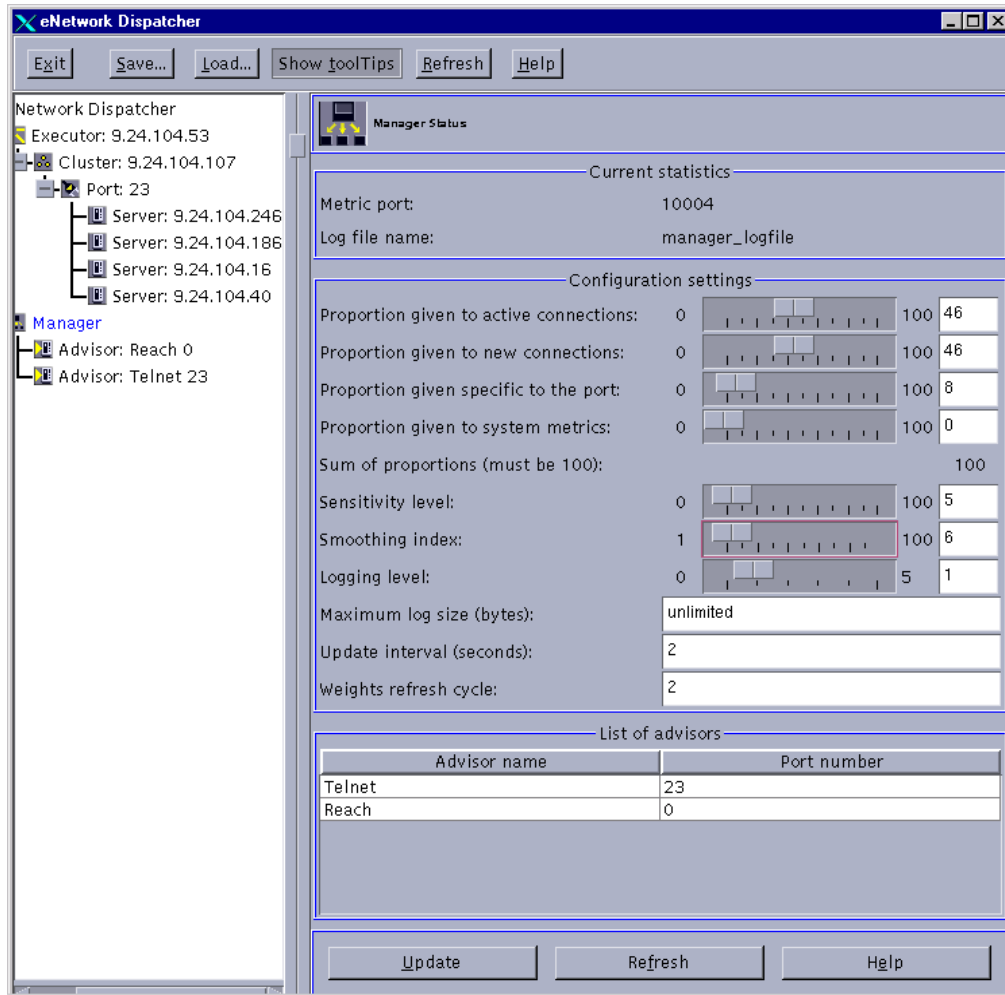 eNetwork Dispatcher
Exit Save... Load... Show toolTips Refresh Help
Network Dispatcher
Executor: 9.24.104.53
Cluster: 9.24.104.107
Port: 23
Server: 9.24.104.246
Server: 9.24.104.186
Server: 9.24.104.16
Server: 9.24.104.40
Manager
Advisor: Reach 0
Advisor: Telnet 23
Manager Status
Current statistics
Metric port: 10004
Log file name: manager_logfile
Configuration settings
Proportion given to active connections: 0 100 46
Proportion given to new connections: 0 100 46
Proportion given specific to the port: 0 100 8
Proportion given to system metrics: 0 100 0
Sum of proportions (must be 100): 100
Sensitivity level: 0 100 5
Smoothing index: 1 100 6
Logging level: 0 5 1
Maximum log size (bytes): unlimited
Update interval (seconds): 2
Weights refresh cycle: 2
List of advisors
Advisor name Port number
Telnet 23
Reach 0
Update Refresh Help